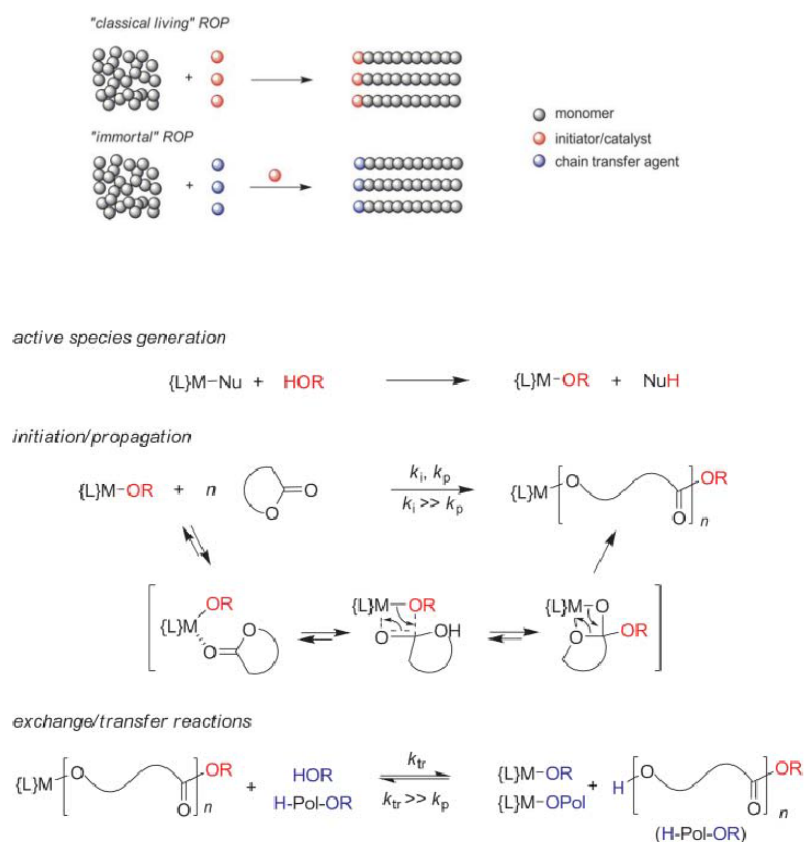 "classical living" ROP
+
"immortal" ROP
+
monomer
initiator/catalyst
chain transfer agent
active species generation
{L}M–Nu + HOR {L}M–OR + NuH
initiation/propagation
{L}M–OR + n O O kᵢ, kₚ kᵢ >> kₚ {L}M O O OR n
{L}M OR O O {L}M OR O OH {L}M O O OR
exchange/transfer reactions
{L}M O O OR n + HOR kₜᵣ {L}M–OR + H O O OR n
H-Pol-OR kₜᵣ >> kₚ {L}M–OPol
(H-Pol-OR)